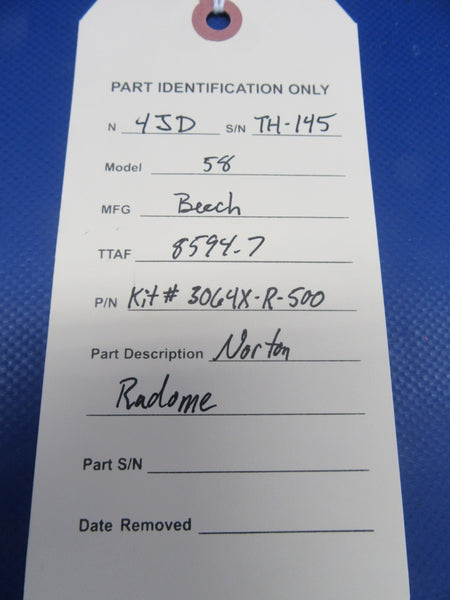 PART IDENTIFICATION ONLY
N 4JD S/N TH-145
Model 58
MFG Beech
TTAF 8594.7
P/N Kit# 3064X-R-500
Part Description Norton
Radome
Part S/N
Date Removed